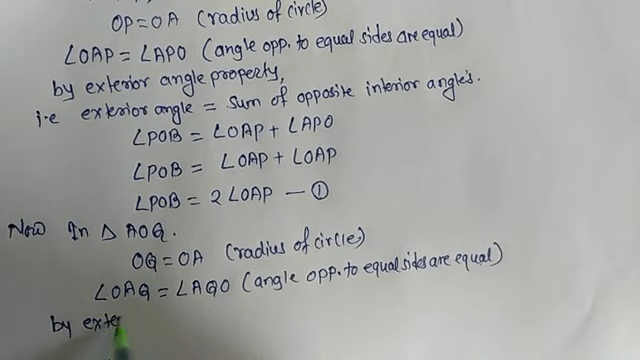 OP=OA (radius of circle)
∠OAP = ∠APO (angle opp. to equal sides are equal)
by exterior angle property,
i.e exterior angle = sum of opposite interior angle's.
∠POB = ∠OAP + ∠APO
∠POB = ∠OAP + ∠OAP
∠POB = 2∠OAP — ①
Now In △ AOQ.
OQ = OA (radius of circle)
∠OAQ = ∠AQO (angle opp. to equal sides are equal)
by exte